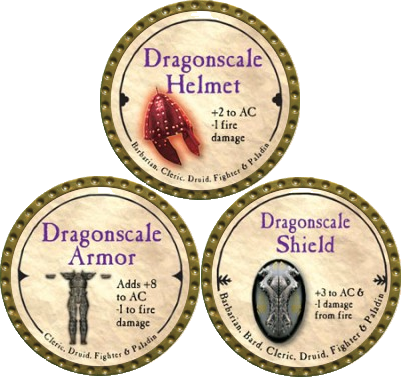 Dragonscale
Helmet
+2 to AC
-1 fire
damage
Barbarian, Cleric, Druid, Fighter & Paladin
Dragonscale
Armor
Adds +8
to AC
-1 to fire
damage
Cleric, Druid, Fighter & Paladin
Dragonscale
Shield
+3 to AC &
-1 damage
from fire
Barbarian, Bard, Cleric, Druid, Fighter & Paladin